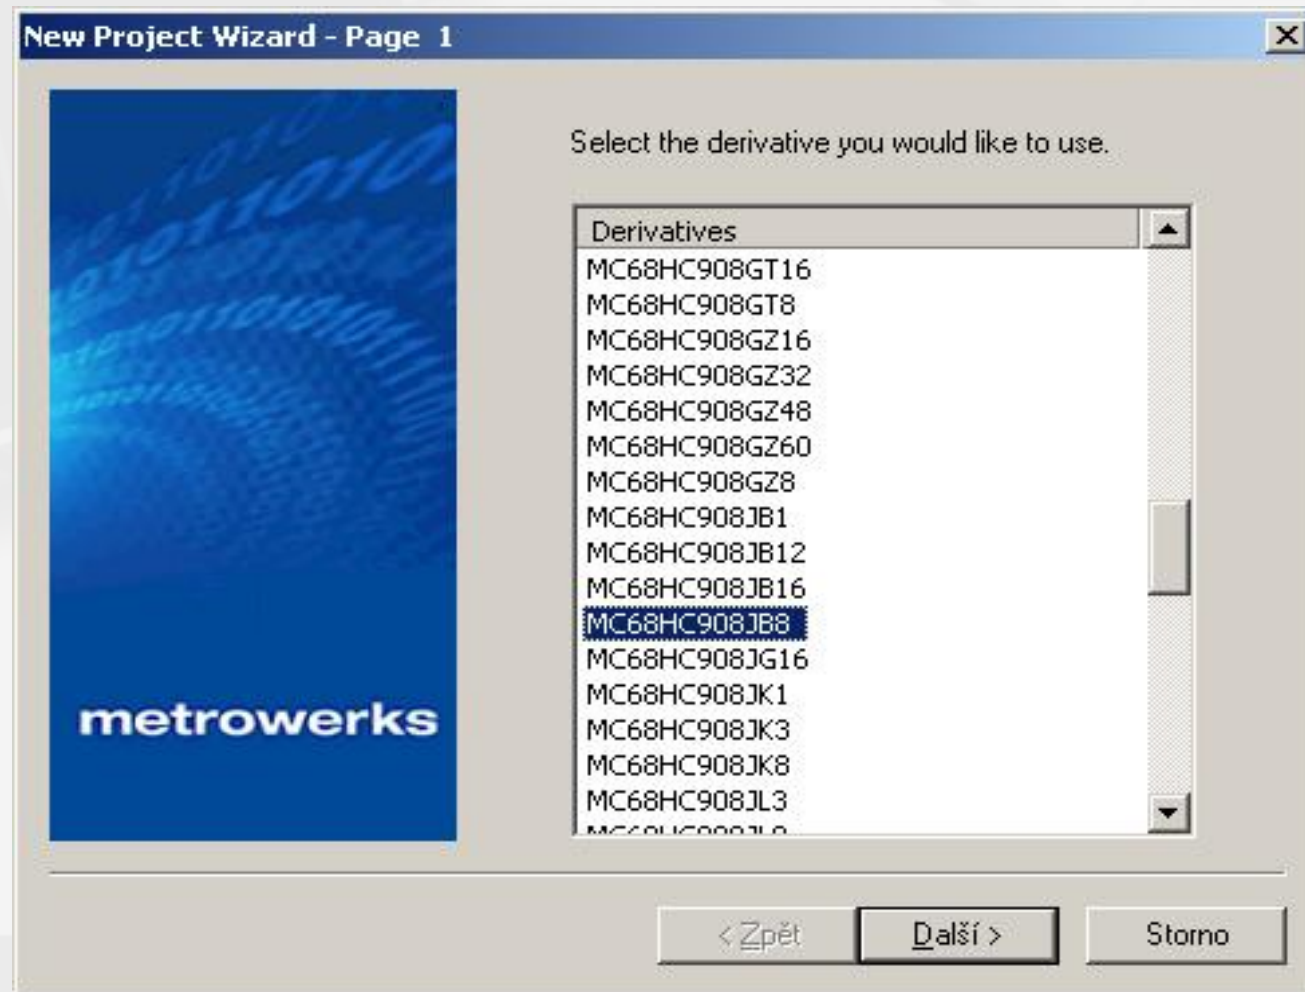 New Project Wizard - Page 1
Select the derivative you would like to use.
Derivatives
MC68HC908GT16
MC68HC908GT8
MC68HC908GZ16
MC68HC908GZ32
MC68HC908GZ48
MC68HC908GZ60
MC68HC908GZ8
MC68HC908JB1
MC68HC908JB12
MC68HC908JB16
MC68HC908JB8
MC68HC908JG16
MC68HC908JK1
MC68HC908JK3
MC68HC908JK8
MC68HC908JL3
metrowerks
< Zpět
Další >
Storno